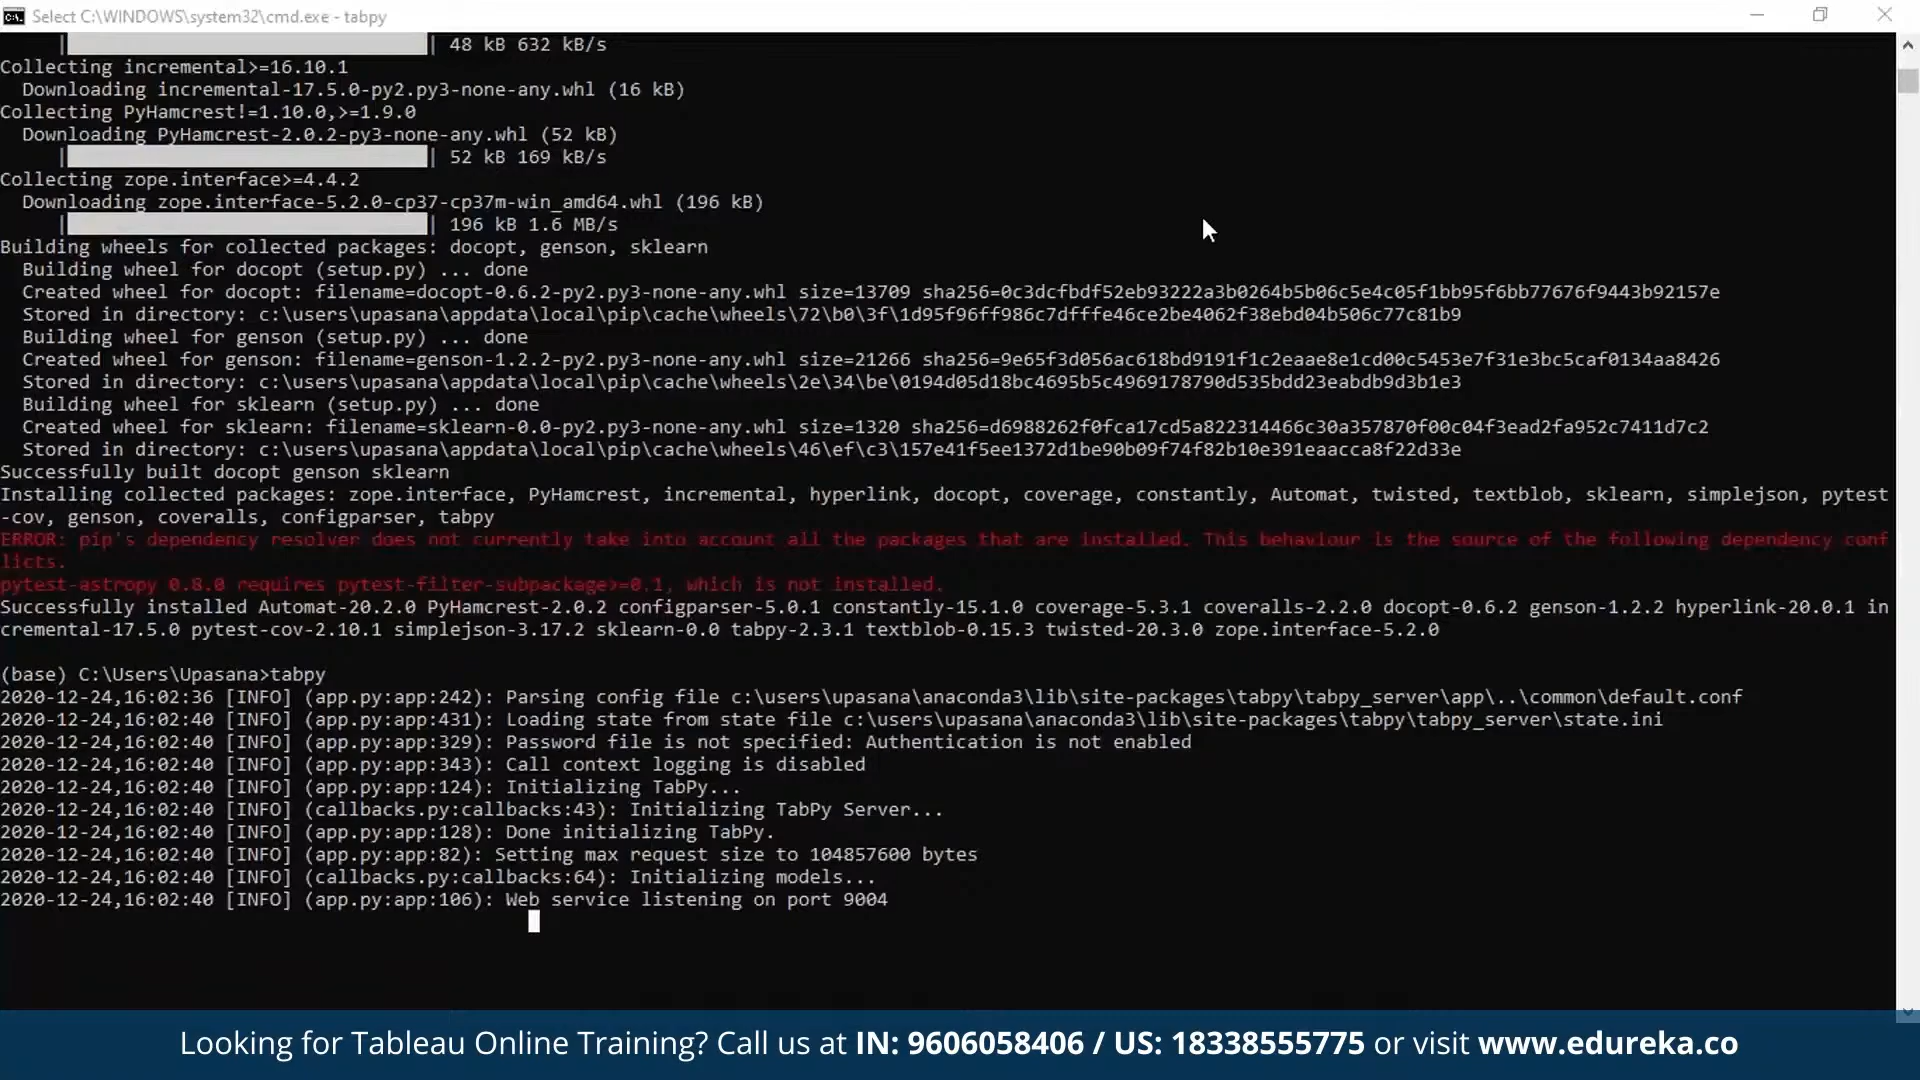 Select C:\WINDOWS\system32\cmd.exe - tabpy
| | 48 kB 632 kB/s
Collecting incremental>=16.10.1
Downloading incremental-17.5.0-py2.py3-none-any.whl (16 kB)
Collecting PyHamcrest!=1.10.0,>=1.9.0
Downloading PyHamcrest-2.0.2-py3-none-any.whl (52 kB)
| | 52 kB 169 kB/s
Collecting zope.interface>=4.4.2
Downloading zope.interface-5.2.0-cp37-cp37m-win_amd64.whl (196 kB)
| | 196 kB 1.6 MB/s
Building wheels for collected packages: docopt, genson, sklearn
Building wheel for docopt (setup.py) ... done
Created wheel for docopt: filename=docopt-0.6.2-py2.py3-none-any.whl size=13709 sha256=0c3dcfbdf52eb93222a3b0264b5b06c5e4c05f1bb95f6bb77676f9443b92157e
Stored in directory: c:\users\upasana\appdata\local\pip\cache\wheels\72\b0\3f\1d95f96ff986c7dfffe46ce2be4062f38ebd04b506c77c81b9
Building wheel for genson (setup.py) ... done
Created wheel for genson: filename=genson-1.2.2-py2.py3-none-any.whl size=21266 sha256=9e65f3d056ac618bd9191f1c2eaae8e1cd00c5453e7f31e3bc5caf0134aa8426
Stored in directory: c:\users\upasana\appdata\local\pip\cache\wheels\2e\34\be\0194d05d18bc4695b5c4969178790d535bdd23eabdb9d3b1e3
Building wheel for sklearn (setup.py) ... done
Created wheel for sklearn: filename=sklearn-0.0-py2.py3-none-any.whl size=1320 sha256=d6988262f0fca17cd5a822314466c30a357870f00c04f3ead2fa952c7411d7c2
Stored in directory: c:\users\upasana\appdata\local\pip\cache\wheels\46\ef\c3\157e41f5ee1372d1be90b09f74f82b10e391eaacca8f22d33e
Successfully built docopt genson sklearn
Installing collected packages: zope.interface, PyHamcrest, incremental, hyperlink, docopt, coverage, constantly, Automat, twisted, textblob, sklearn, simplejson, pytest
-cov, genson, coveralls, configparser, tabpy
ERROR: pip's dependency resolver does not currently take into account all the packages that are installed. This behaviour is the source of the following dependency conf
licts.
pytest-astropy 0.8.0 requires pytest-filter-subpackage>=0.1, which is not installed.
Successfully installed Automat-20.2.0 PyHamcrest-2.0.2 configparser-5.0.1 constantly-15.1.0 coverage-5.3.1 coveralls-2.2.0 docopt-0.6.2 genson-1.2.2 hyperlink-20.0.1 in
cremental-17.5.0 pytest-cov-2.10.1 simplejson-3.17.2 sklearn-0.0 tabpy-2.3.1 textblob-0.15.3 twisted-20.3.0 zope.interface-5.2.0
(base) C:\Users\Upasana>tabpy
2020-12-24,16:02:36 [INFO] (app.py:app:242): Parsing config file c:\users\upasana\anaconda3\lib\site-packages\tabpy\tabpy_server\app\..\common\default.conf
2020-12-24,16:02:40 [INFO] (app.py:app:431): Loading state from state file c:\users\upasana\anaconda3\lib\site-packages\tabpy\tabpy_server\state.ini
2020-12-24,16:02:40 [INFO] (app.py:app:329): Password file is not specified: Authentication is not enabled
2020-12-24,16:02:40 [INFO] (app.py:app:343): Call context logging is disabled
2020-12-24,16:02:40 [INFO] (app.py:app:124): Initializing TabPy...
2020-12-24,16:02:40 [INFO] (callbacks.py:callbacks:43): Initializing TabPy Server...
2020-12-24,16:02:40 [INFO] (app.py:app:128): Done initializing TabPy.
2020-12-24,16:02:40 [INFO] (app.py:app:82): Setting max request size to 104857600 bytes
2020-12-24,16:02:40 [INFO] (callbacks.py:callbacks:64): Initializing models...
2020-12-24,16:02:40 [INFO] (app.py:app:106): Web service listening on port 9004
Looking for Tableau Online Training? Call us at IN: 9606058406 / US: 18338555775 or visit www.edureka.co